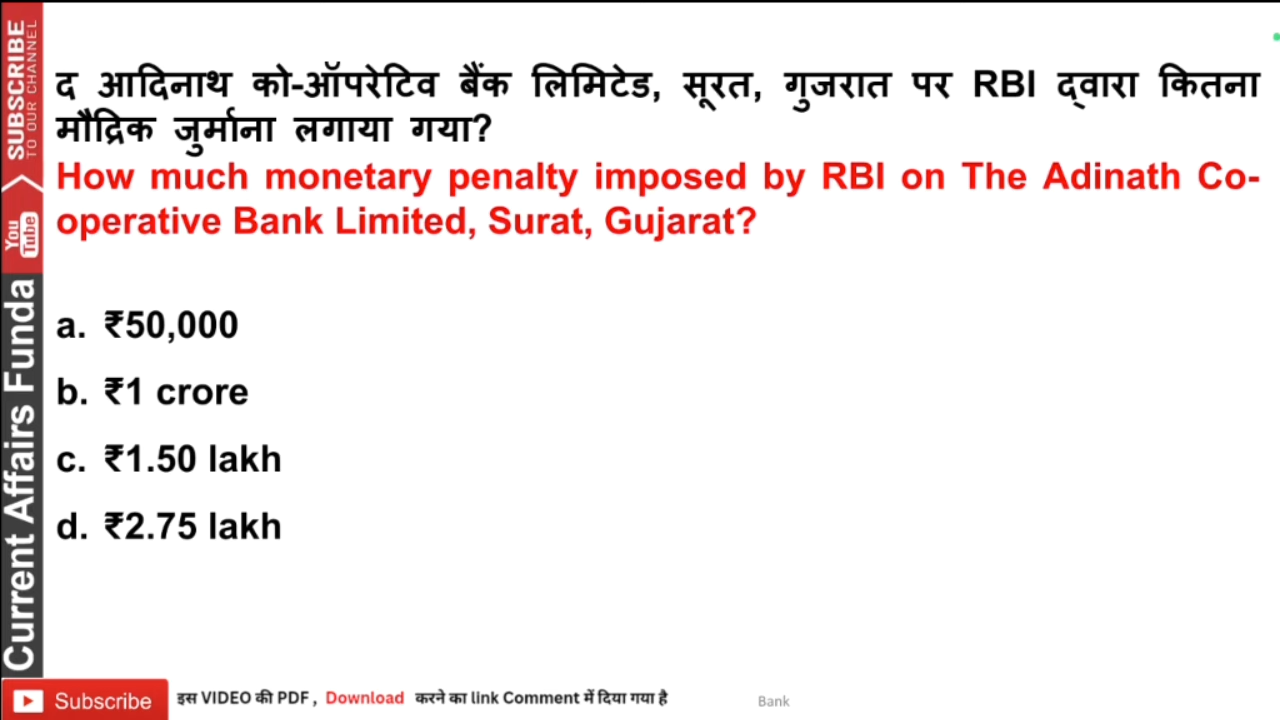 द आदिनाथ को-ऑपरेटिव बैंक लिमिटेड, सूरत, गुजरात पर RBI द्वारा कितना
मौद्रिक जुर्माना लगाया गया?
How much monetary penalty imposed by RBI on The Adinath Co-
operative Bank Limited, Surat, Gujarat?
a. ₹50,000
b. ₹1 crore
c. ₹1.50 lakh
d. ₹2.75 lakh
SUBSCRIBE
TO OUR CHANNEL
You Tube
Current Affairs Funda
Subscribe
इस VIDEO की PDF , Download करने का link Comment में दिया गया है
Bank